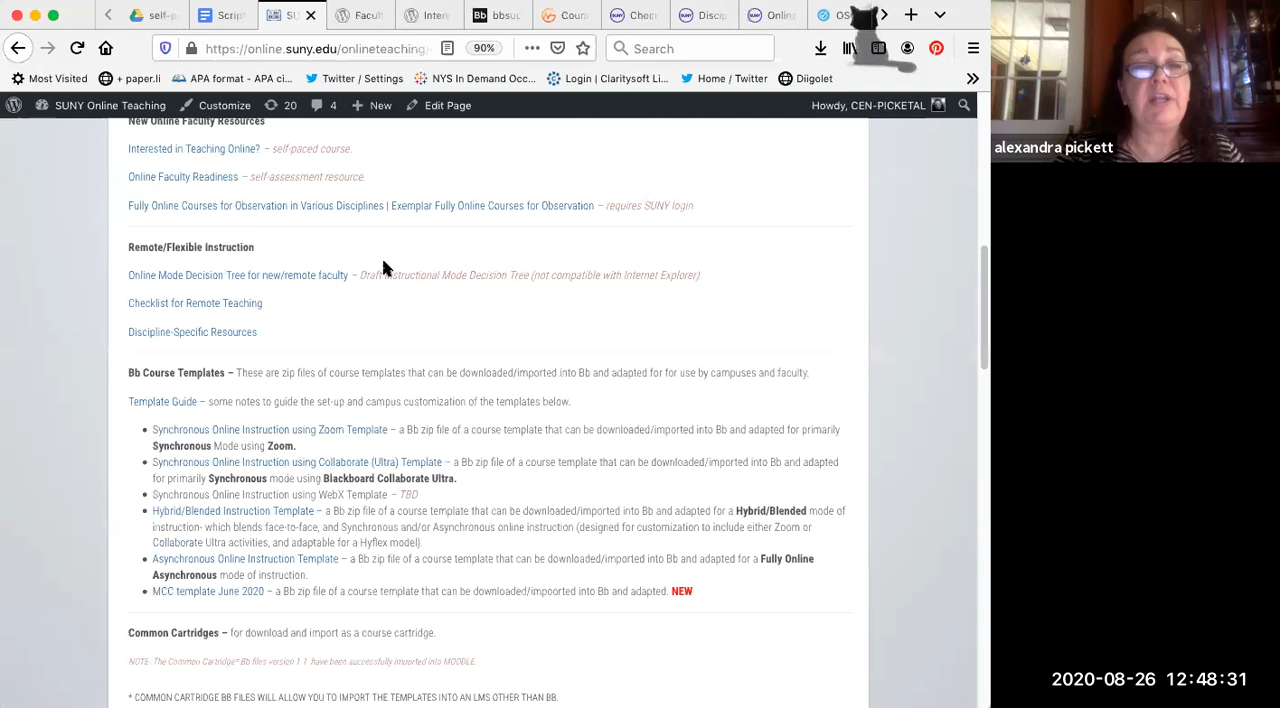 self-p
Script
SU
Facult
Intere
Bb bbsu
Cours
SUNY Check
SUNY Discip
SUNY Online
OS
https://online.suny.edu/onlineteaching/
90%
Search
Most Visited
+ paper.li
APA format - APA ci...
Twitter / Settings
NYS In Demand Occ...
Login | Claritysoft Li...
Home / Twitter
Diigolet
SUNY Online Teaching
Customize
20
4
New
Edit Page
Howdy, CEN-PICKETAL
New Online Faculty Resources
Interested in Teaching Online? – self-paced course.
Online Faculty Readiness – self-assessment resource.
Fully Online Courses for Observation in Various Disciplines | Exemplar Fully Online Courses for Observation – requires SUNY login.
Remote/Flexible Instruction
Online Mode Decision Tree for new/remote faculty – Draft Instructional Mode Decision Tree (not compatible with Internet Explorer)
Checklist for Remote Teaching
Discipline-Specific Resources
Bb Course Templates – These are zip files of course templates that can be downloaded/imported into Bb and adapted for for use by campuses and faculty.
Template Guide – some notes to guide the set-up and campus customization of the templates below.
Synchronous Online Instruction using Zoom Template – a Bb zip file of a course template that can be downloaded/imported into Bb and adapted for primarily
Synchronous Mode using Zoom.
Synchronous Online Instruction using Collaborate (Ultra) Template – a Bb zip file of a course template that can be downloaded/imported into Bb and adapted
for primarily Synchronous mode using Blackboard Collaborate Ultra.
Synchronous Online Instruction using WebX Template – TBD
Hybrid/Blended Instruction Template – a Bb zip file of a course template that can be downloaded/imported into Bb and adapted for a Hybrid/Blended mode of
instruction- which blends face-to-face, and Synchronous and/or Asynchronous online instruction (designed for customization to include either Zoom or
Collaborate Ultra activities, and adaptable for a Hyflex model).
Asynchronous Online Instruction Template – a Bb zip file of a course template that can be downloaded/imported into Bb and adapted for a Fully Online
Asynchronous mode of instruction.
MCC template June 2020 – a Bb zip file of a course template that can be downloaded/impoorted into Bb and adapted. NEW
Common Cartridges – for download and import as a course cartridge.
NOTE: The Common Cartridge* Bb files version 1.1 have been successfully imported into MOODLE.
* COMMON CARTRIDGE BB FILES WILL ALLOW YOU TO IMPORT THE TEMPLATES INTO AN LMS OTHER THAN BB.
alexandra pickett
2020-08-26 12:48:31